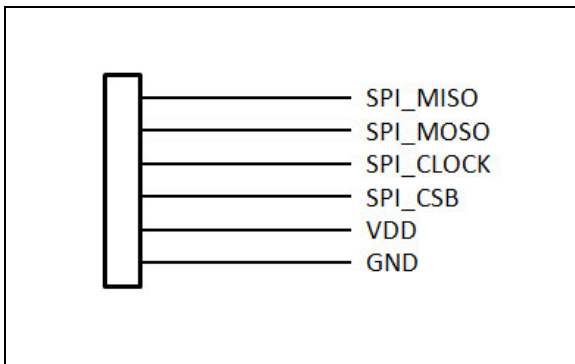 SPI_MISO
SPI_MOSO
SPI_CLOCK
SPI_CSB
VDD
GND